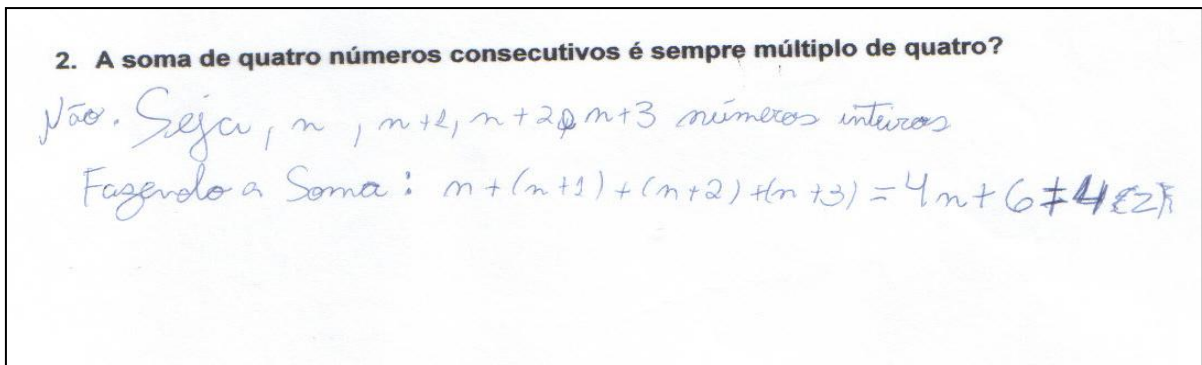 2. A soma de quatro números consecutivos é sempre múltiplo de quatro?
Não. Seja, n, n+1, n+2 e n+3 números inteiros
Fazendo a Soma: n+(n+1)+(n+2)+(n+3)=4n+6≠4